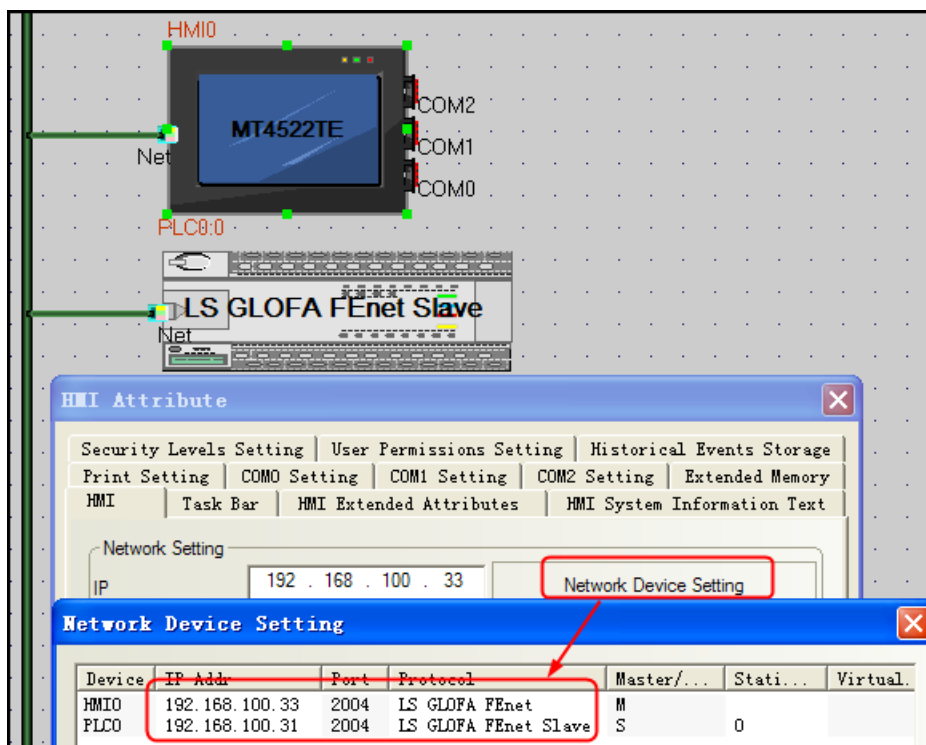 HMI0
MT4522TE
COM2
COM1
COM0
Net
PLC0:0
LS GLOFA FEnet Slave
Net
HMI Attribute
Security Levels Setting User Permissions Setting Historical Events Storage
Print Setting COM0 Setting COM1 Setting COM2 Setting Extended Memory
HMI Task Bar HMI Extended Attributes HMI System Information Text
Network Setting
IP 192 . 168 . 100 . 33 Network Device Setting
Network Device Setting
Device IP Addr Port Protocol Master/... Stati... Virtual.
HMI0 192.168.100.33 2004 LS GLOFA FEnet M
PLC0 192.168.100.31 2004 LS GLOFA FEnet Slave S 0